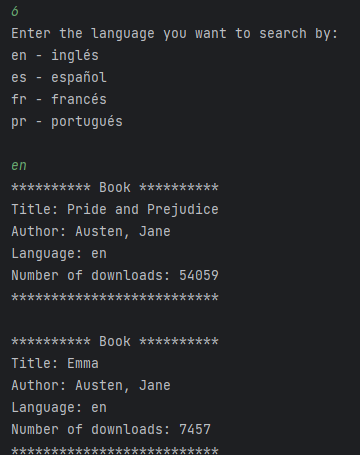 ó
Enter the language you want to search by:
en - inglés
es - español
fr - francés
pr - portugués
en
********** Book **********
Title: Pride and Prejudice
Author: Austen, Jane
Language: en
Number of downloads: 54059
**************************
********** Book **********
Title: Emma
Author: Austen, Jane
Language: en
Number of downloads: 7457
**************************